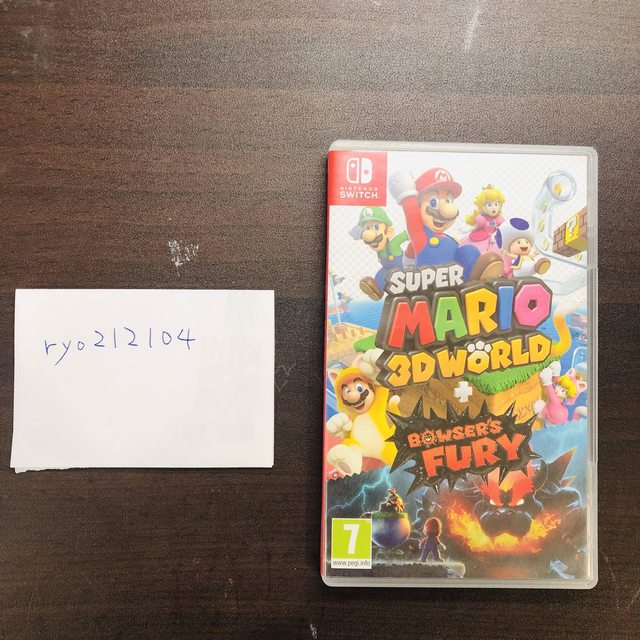 ryo212104
NINTENDO
SWITCH
SUPER
MARIO
3D WORLD
+
BOWSER'S
FURY
7
www.pegi.info